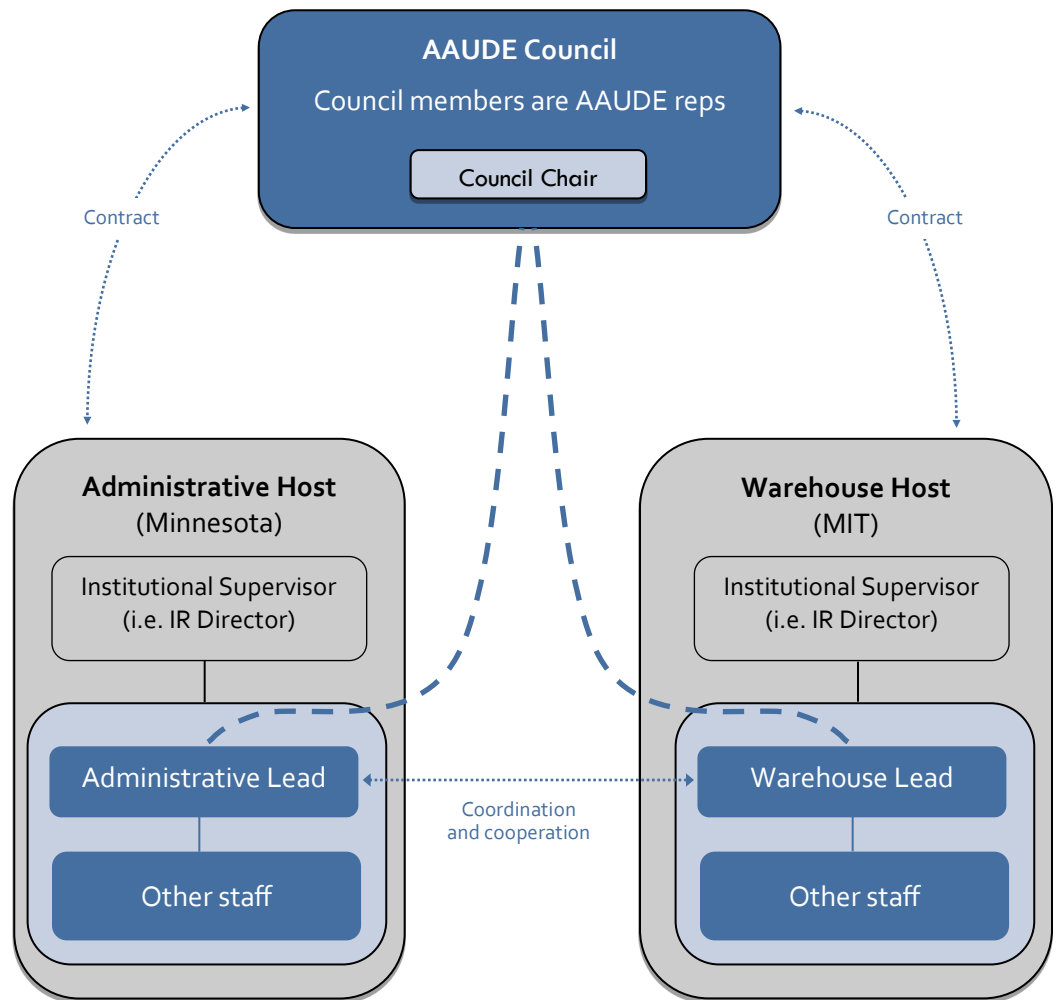 AAUDE Council
Council members are AAUDE reps
Council Chair
Contract
Contract
Administrative Host
(Minnesota)
Institutional Supervisor
(i.e. IR Director)
Administrative Lead
Other staff
Coordination
and cooperation
Warehouse Host
(MIT)
Institutional Supervisor
(i.e. IR Director)
Warehouse Lead
Other staff